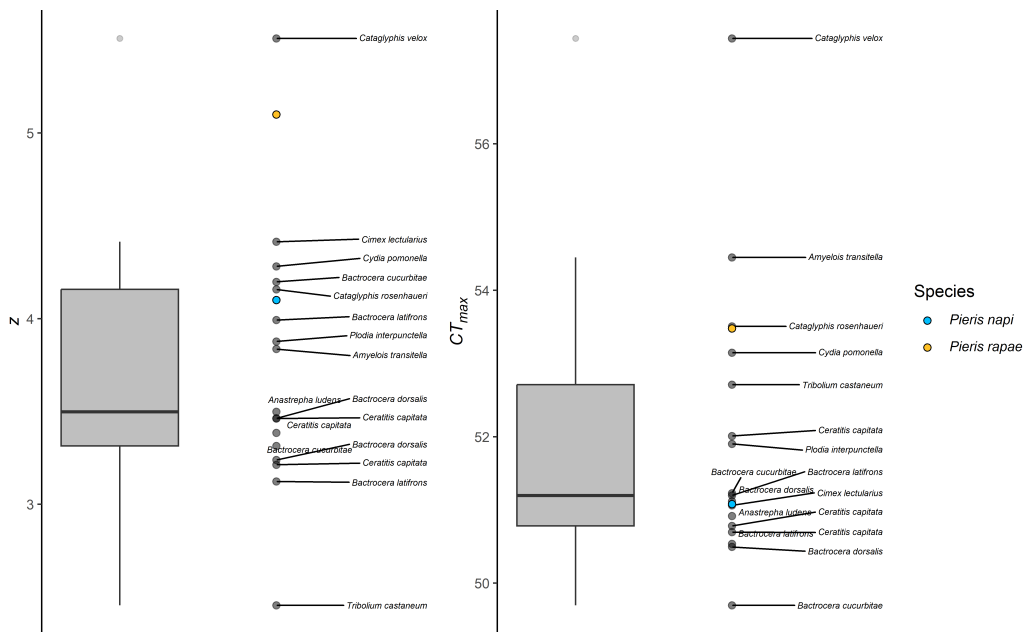 z
5
4
3
Cataglyphis velox
Cimex lectularius
Cydia pomonella
Bactrocera cucurbitae
Cataglyphis rosenhaueri
Bactrocera latifrons
Plodia interpunctella
Amyelois transitella
Bactrocera dorsalis
Anastrepha ludens
Ceratitis capitata
Ceratitis capitata
Bactrocera dorsalis
Bactrocera cucurbitae
Ceratitis capitata
Bactrocera latifrons
Tribolium castaneum
CTmax
56
54
52
50
Cataglyphis velox
Amyelois transitella
Cataglyphis rosenhaueri
Cydia pomonella
Tribolium castaneum
Ceratitis capitata
Plodia interpunctella
Bactrocera cucurbitae
Bactrocera latifrons
Bactrocera dorsalis
Cimex lectularius
Anastrepha ludens
Ceratitis capitata
Bactrocera latifrons
Ceratitis capitata
Bactrocera dorsalis
Bactrocera cucurbitae
Species
Pieris napi
Pieris rapae